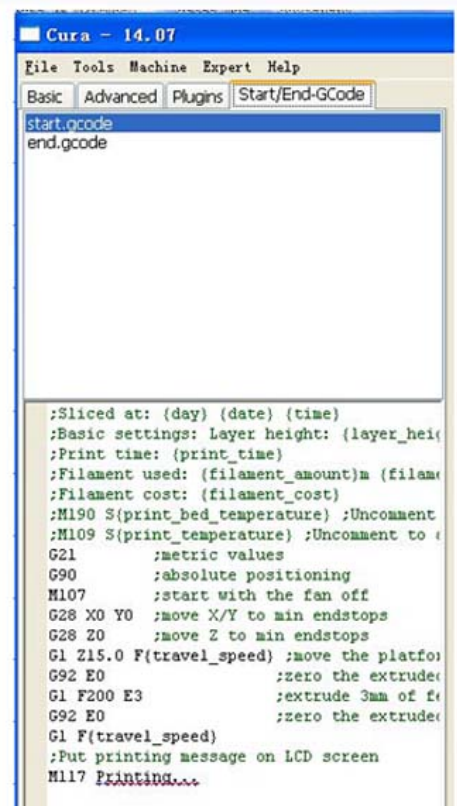 Cura - 14.07
File Tools Machine Expert Help
Basic Advanced Plugins Start/End-GCode
start.gcode
end.gcode
;Sliced at: {day} {date} {time}
;Basic settings: Layer height: {layer_heig
;Print time: {print_time}
;Filament used: {filament_amount}m {filame
;Filament cost: {filament_cost}
;M190 S{print_bed_temperature} ;Uncomment
;M109 S{print_temperature} ;Uncomment to a
G21 ;metric values
G90 ;absolute positioning
M107 ;start with the fan off
G28 X0 Y0 ;move X/Y to min endstops
G28 Z0 ;move Z to min endstops
G1 Z15.0 F{travel_speed} ;move the platfor
G92 E0 ;zero the extruded
G1 F200 E3 ;extrude 3mm of fe
G92 E0 ;zero the extruded
G1 F{travel_speed}
;Put printing message on LCD screen
M117 Printing...